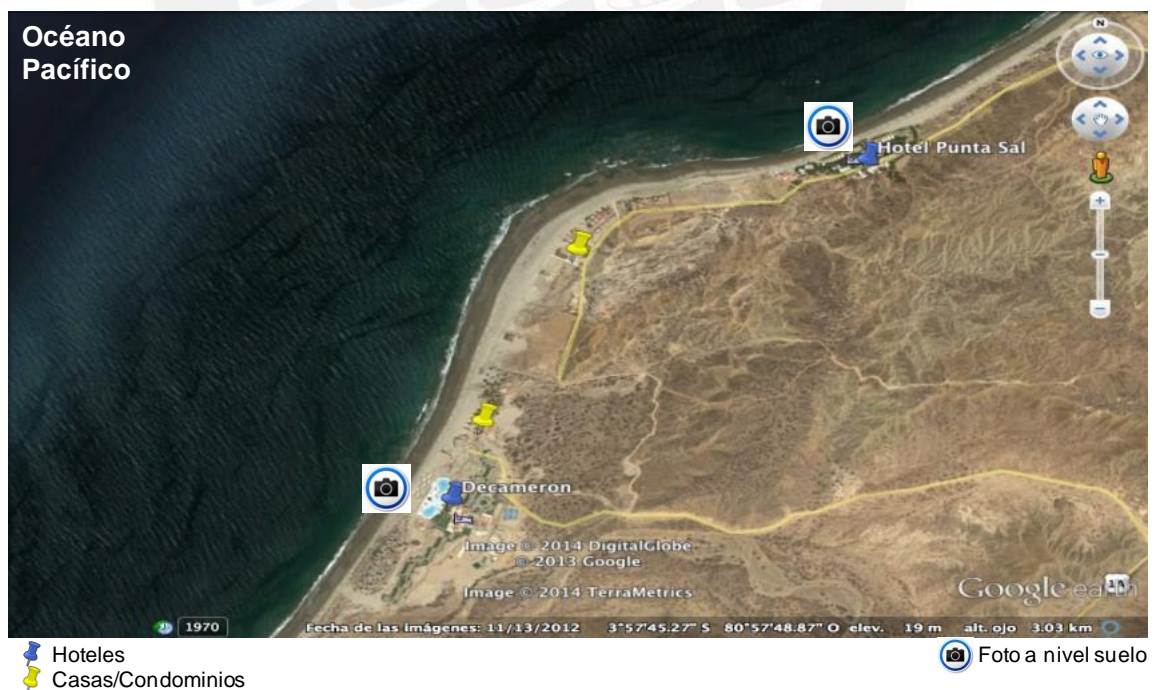 Océano
Pacífico
N
Hotel Punta Sal
Decameron
Image © 2014 DigitalGlobe
© 2013 Google
Image © 2014 TerraMetrics
Google earth
1A
1970
Fecha de las imágenes: 11/13/2012 3°57'45.27" S 80°57'48.87" O elev. 19 m alt. ojo 3.03 km
Hoteles
Foto a nivel suelo
Casas/Condominios